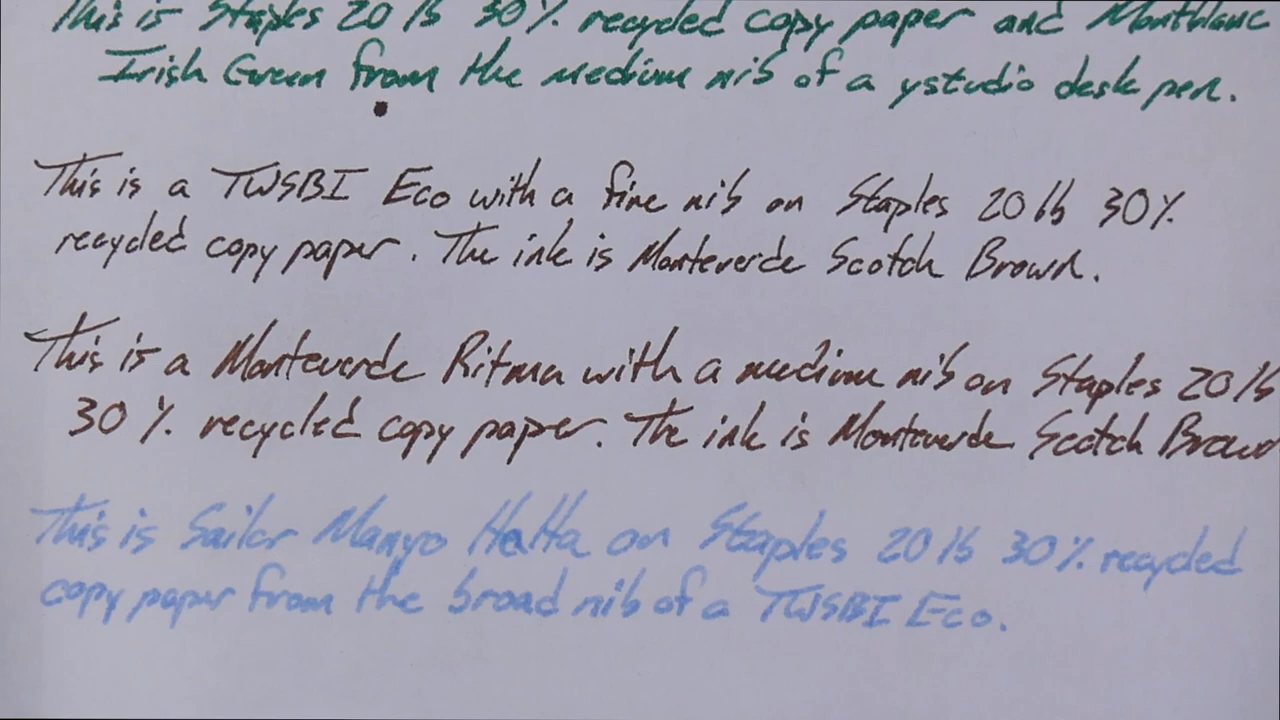 This is Staples 20 lb 30% recycled copy paper and Montblanc
Irish Green from the medium nib of a ystudio desk pen.
This is a TWSBI Eco with a fine nib on Staples 20 lb 30%
recycled copy paper. The ink is Monteverde Scotch Brown.
This is a Monteverde Ritma with a medium nib on Staples 20 lb
30% recycled copy paper. The ink is Monteverde Scotch Brown
This is Sailor Manyo Hatta on Staples 20 lb 30% recycled
copy paper from the broad nib of a TWSBI Eco.